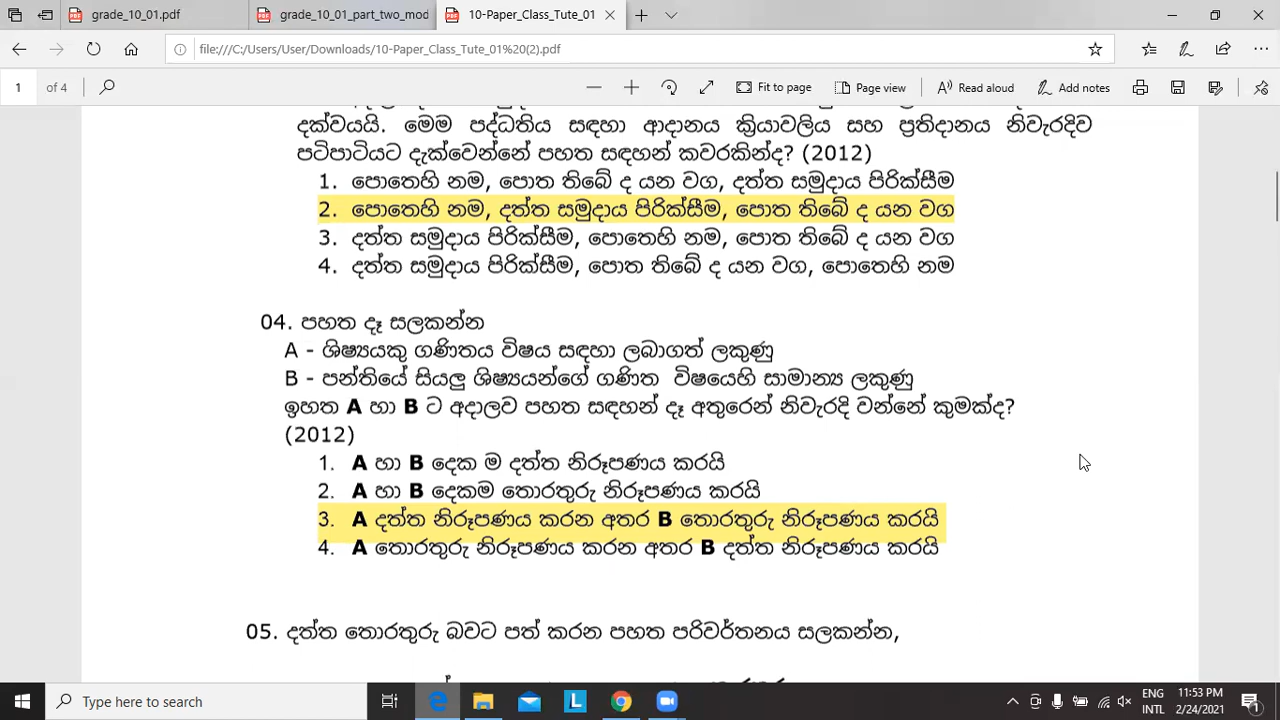 grade_10_01.pdf
grade_10_01_part_two_mod
10-Paper_Class_Tute_01
file:///C:/Users/User/Downloads/10-Paper_Class_Tute_01%20(2).pdf
1 of 4
Fit to page
Page view
Read aloud
Add notes
දක්වයයි. මෙම පද්ධතිය සඳහා ආදානය ක්‍රියාවලිය සහ ප්‍රතිදානය නිවැරදිව
පටිපාටියට දැක්වෙන්නේ පහත සඳහන් කවරකින්ද? (2012)
1. පොතෙහි නම, පොත තිබේ ද යන වග, දත්ත සමුදාය පිරික්සීම
2. පොතෙහි නම, දත්ත සමුදාය පිරික්සීම, පොත තිබේ ද යන වග
3. දත්ත සමුදාය පිරික්සීම, පොතෙහි නම, පොත තිබේ ද යන වග
4. දත්ත සමුදාය පිරික්සීම, පොත තිබේ ද යන වග, පොතෙහි නම
04. පහත දෑ සලකන්න
A - ශිෂ්‍යයකු ගණිතය විෂය සඳහා ලබාගත් ලකුණු
B - පන්තියේ සියලු ශිෂ්‍යයන්ගේ ගණිත විෂයෙහි සාමාන්‍ය ලකුණු
ඉහත A හා B ට අදාලව පහත සඳහන් දෑ අතුරෙන් නිවැරදි වන්නේ කුමක්ද?
(2012)
1. A හා B දෙක ම දත්ත නිරූපණය කරයි
2. A හා B දෙකම තොරතුරු නිරූපණය කරයි
3. A දත්ත නිරූපණය කරන අතර B තොරතුරු නිරූපණය කරයි
4. A තොරතුරු නිරූපණය කරන අතර B දත්ත නිරූපණය කරයි
05. දත්ත තොරතුරු බවට පත් කරන පහත පරිවර්තනය සලකන්න,
Type here to search
ENG
INTL
11:53 PM
2/24/2021